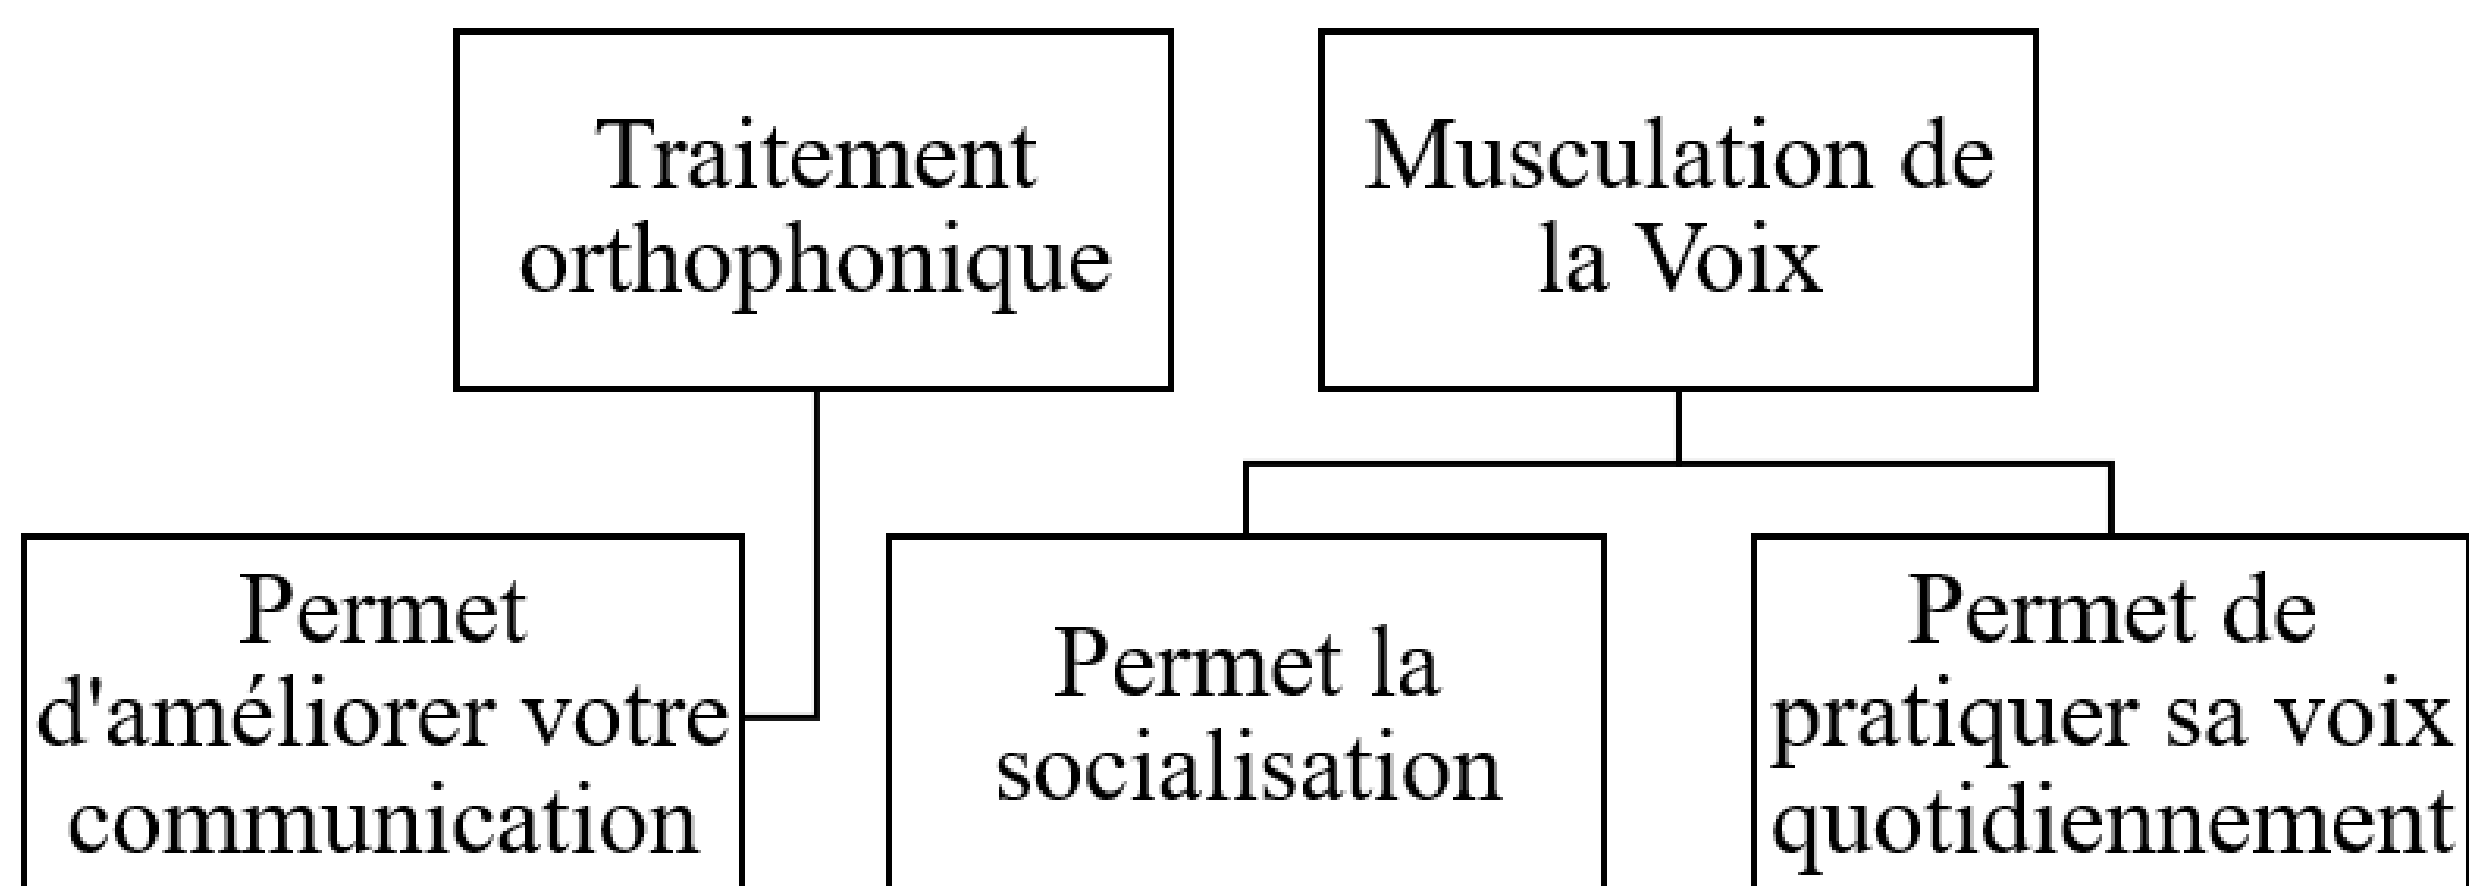 Traitement
orthophonique
Musculation de
la Voix
Permet
d'améliorer votre
communication
Permet la
socialisation
Permet de
pratiquer sa voix
quotidiennement